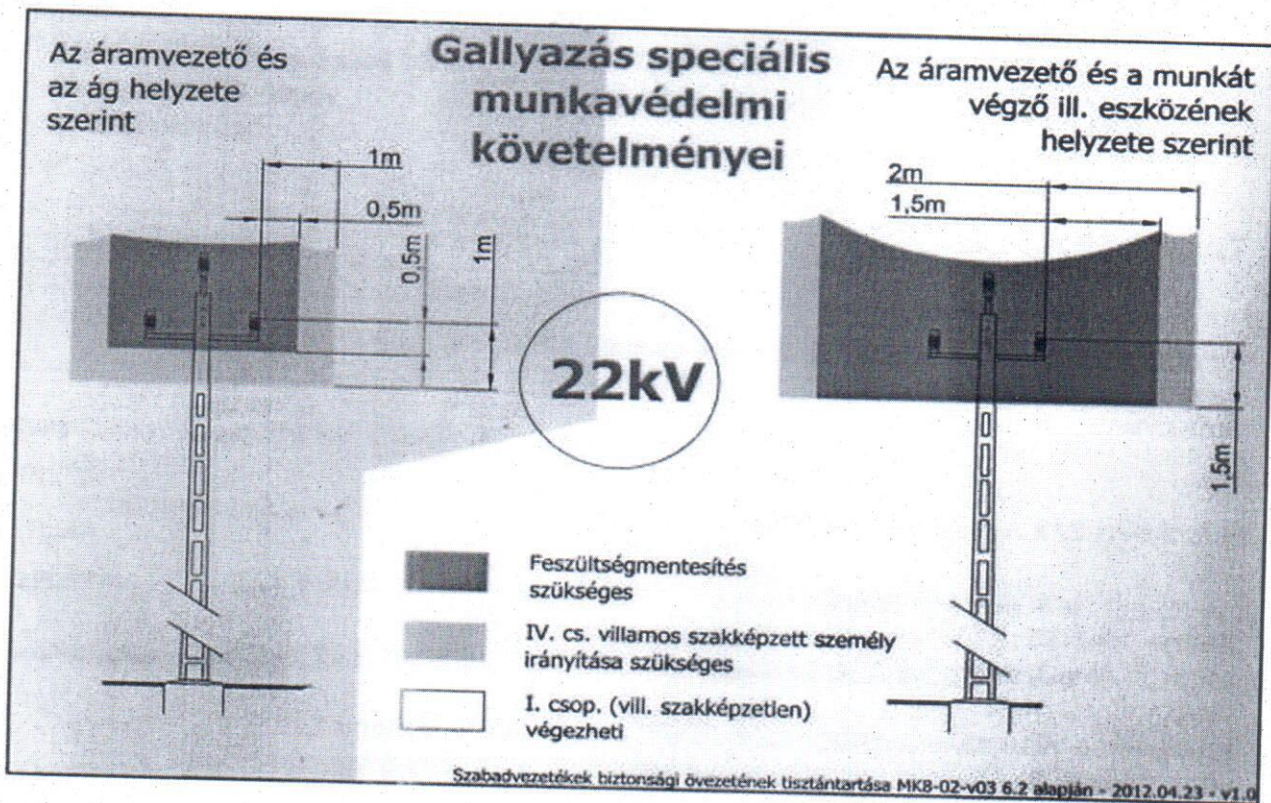 Gallyazás speciális
munkavédelmi
követelményei
Az áramvezető és
az ág helyzete
szerint
Az áramvezető és a munkát
végző ill. eszközének
helyzete szerint
1m
0,5m
0,5m
1m
2m
1,5m
1,5m
22kV
Feszültségmentesítés
szükséges
IV. cs. villamos szakképzett személy
irányítása szükséges
I. csop. (vill. szakképzetlen)
végezheti
Szabadvezetékek biztonsági övezetének tisztántartása MKB-02-v03 6.2 alapján - 2012.04.23 - v1.0